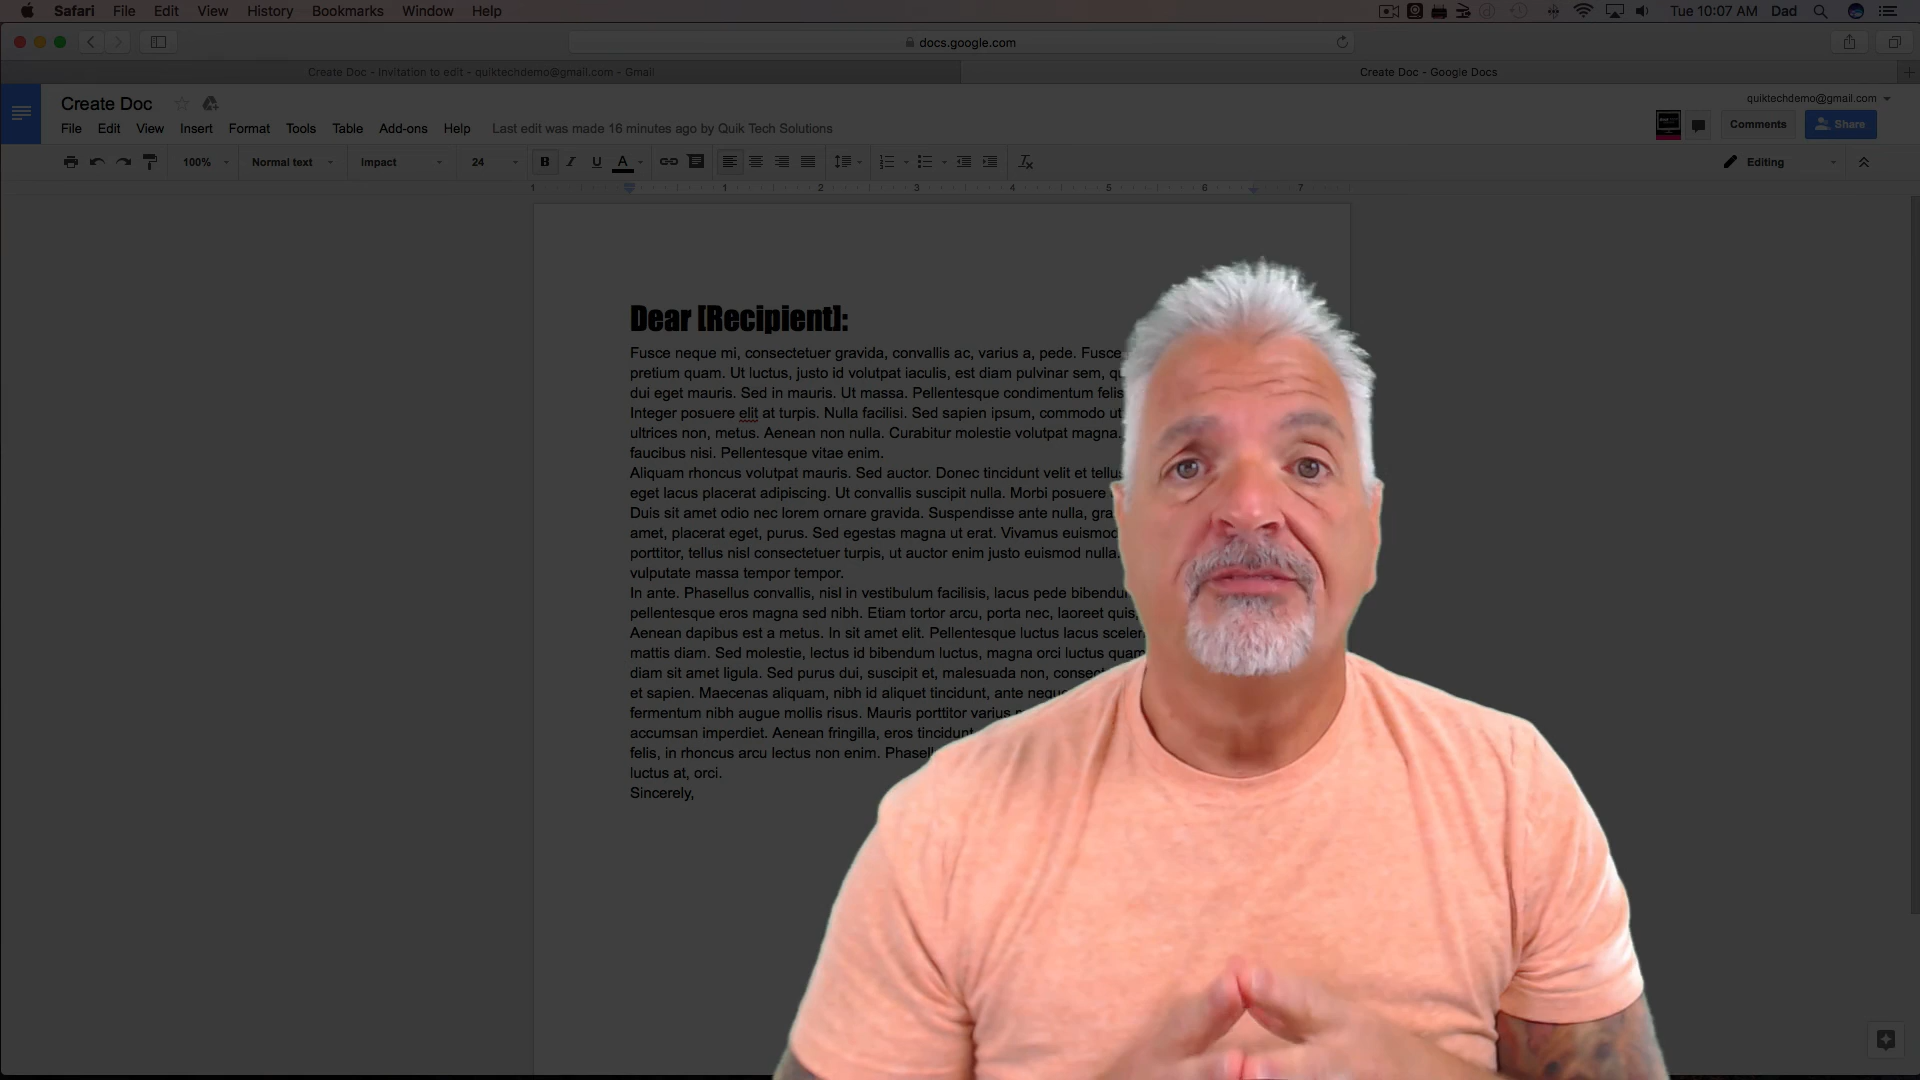 Safari File Edit View History Bookmarks Window Help Tue 10:07 AM Dad
docs.google.com
Create Doc - Invitation to edit - quiktechdemo@gmail.com - Gmail Create Doc - Google Docs
Create Doc quiktechdemo@gmail.com
File Edit View Insert Format Tools Table Add-ons Help Last edit was made 16 minutes ago by Quik Tech Solutions Comments Share
100% Normal text Impact 24 B I U A Editing
1 1 2 3 4 5 6 7
Dear [Recipient]:
Fusce neque mi, consectetuer gravida, convallis ac, varius a, pede. Fusce
pretium quam. Ut luctus, justo id volutpat iaculis, est diam pulvinar sem,
dui eget mauris. Sed in mauris. Ut massa. Pellentesque condimentum felis
Integer posuere elit at turpis. Nulla facilisi. Sed sapien ipsum, commodo ut
ultrices non, metus. Aenean non nulla. Curabitur molestie volutpat magna.
faucibus nisi. Pellentesque vitae enim.
Aliquam rhoncus volutpat mauris. Sed auctor. Donec tincidunt velit et tellus
eget lacus placerat adipiscing. Ut convallis suscipit nulla. Morbi posuere
Duis sit amet odio nec lorem ornare gravida. Suspendisse ante nulla,
amet, placerat eget, purus. Sed egestas magna ut erat. Vivamus euismod
porttitor, tellus nisl consectetuer turpis, ut auctor enim justo euismod nulla.
vulputate massa tempor tempor.
In ante. Phasellus convallis, nisl in vestibulum facilisis, lacus pede
pellentesque eros magna sed nibh. Etiam tortor arcu, porta nec, laoreet quis,
Aenean dapibus est a metus. In sit amet elit. Pellentesque luctus lacus
mattis diam. Sed molestie, lectus id bibendum luctus, magna orci luctus quam
diam sit amet ligula. Sed purus dui, suscipit et, malesuada non,
et sapien. Maecenas aliquam, nibh id aliquet tincidunt, ante
fermentum nibh augue mollis risus. Mauris porttitor varius
accumsan imperdiet. Aenean fringilla, eros
felis, in rhoncus arcu lectus non enim.
luctus at, orci.
Sincerely,